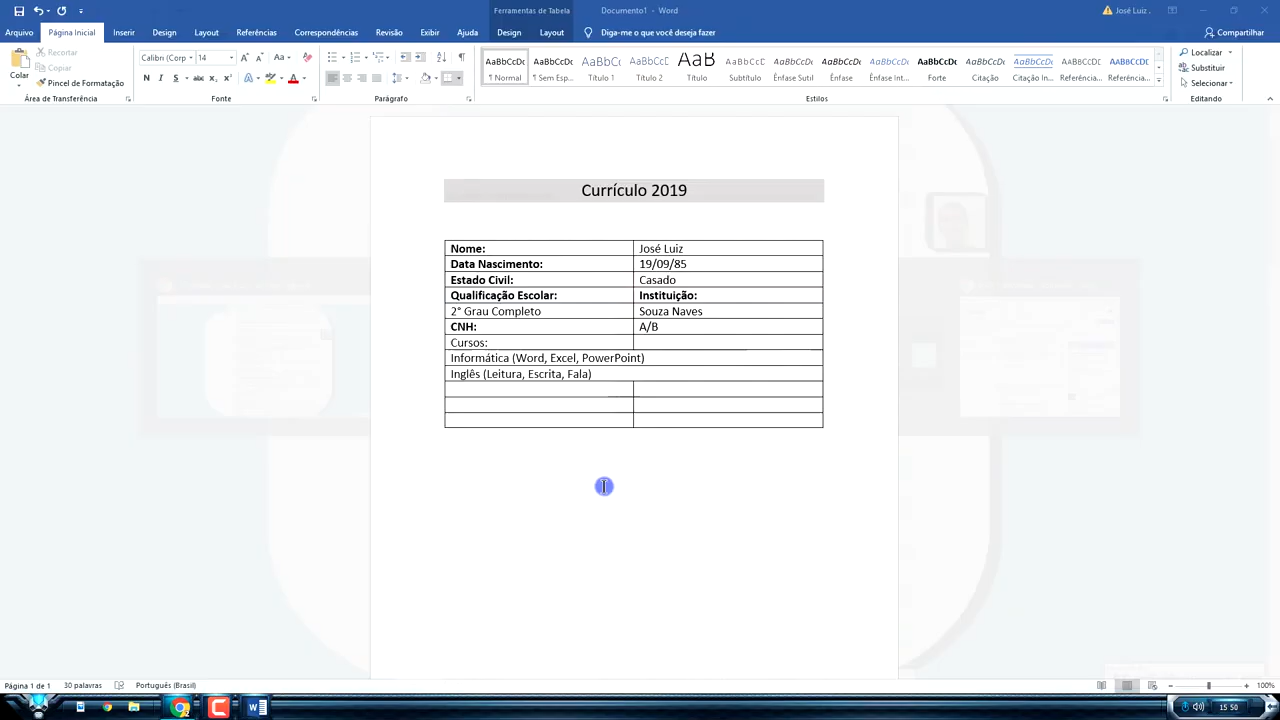 Ferramentas de Tabela
Documento1 - Word
José Luiz .
Arquivo Página Inicial Inserir Design Layout Referências Correspondências Revisão Exibir Ajuda Design Layout Diga-me o que você deseja fazer Compartilhar
Colar
Recortar
Copiar
Pincel de Formatação
Área de Transferência
Calibri (Corp 14
Fonte
Parágrafo
AaBbCcDc AaBbCcDc AaBbCc AaBbCcC AaB AaBbCcD AaBbCcDc AaBbCcDc AaBbCcDc AaBbCcDc AaBbCcDc AaBbCcDc AABBCCDC AABBCCDC
¶ Normal ¶ Sem Esp... Título 1 Título 2 Título Subtítulo Ênfase Sutil Ênfase Ênfase Int... Forte Citação Citação In... Referência... Referência...
Estilos
Localizar
Substituir
Selecionar
Editando
Currículo 2019
Nome: José Luiz
Data Nascimento: 19/09/85
Estado Civil: Casado
Qualificação Escolar: Instituição:
2° Grau Completo Souza Naves
CNH: A/B
Cursos:
Informática (Word, Excel, PowerPoint)
Inglês (Leitura, Escrita, Fala)
Página 1 de 1 30 palavras Português (Brasil) 100%
15 50